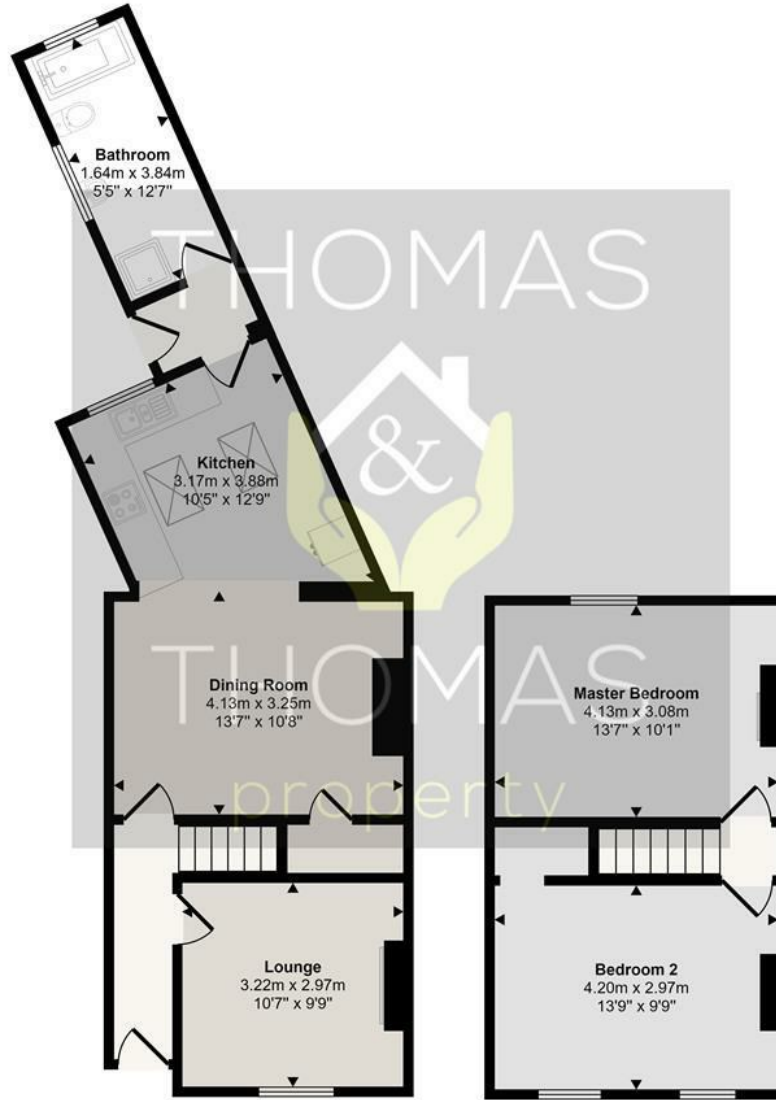 Bathroom
1.64m x 3.84m
5'5" x 12'7"
THOMAS
&
Kitchen
3.17m x 3.88m
10'5" x 12'9"
THOMAS
property
Dining Room
4.13m x 3.25m
13'7" x 10'8"
Master Bedroom
4.13m x 3.08m
13'7" x 10'1"
Lounge
3.22m x 2.97m
10'7" x 9'9"
Bedroom 2
4.20m x 2.97m
13'9" x 9'9"